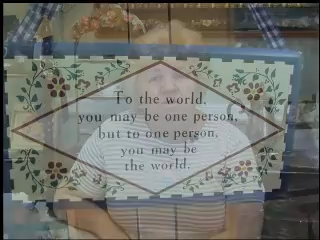 To the world,
you may be one person,
but to one person,
you may be
the world.